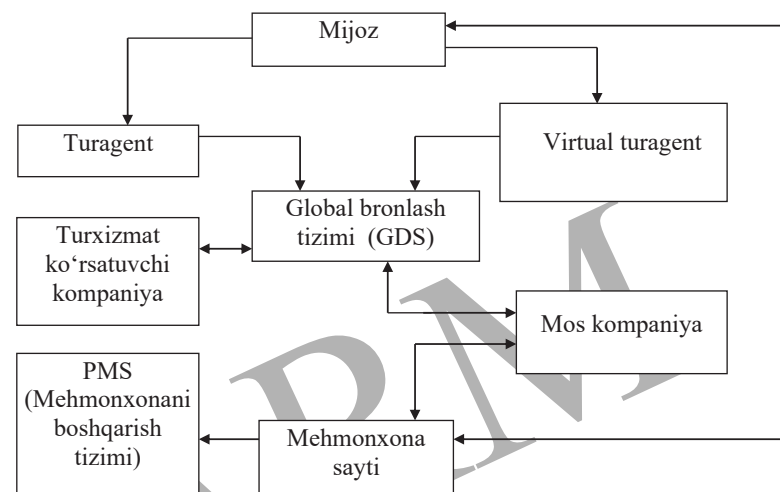 Mijoz
Turagent
Virtual turagent
Global bronlash
tizimi (GDS)
Turxizmat
ko‘rsatuvchi
kompaniya
Mos kompaniya
PMS
(Mehmonxonani
boshqarish
tizimi)
Mehmonxona
sayti